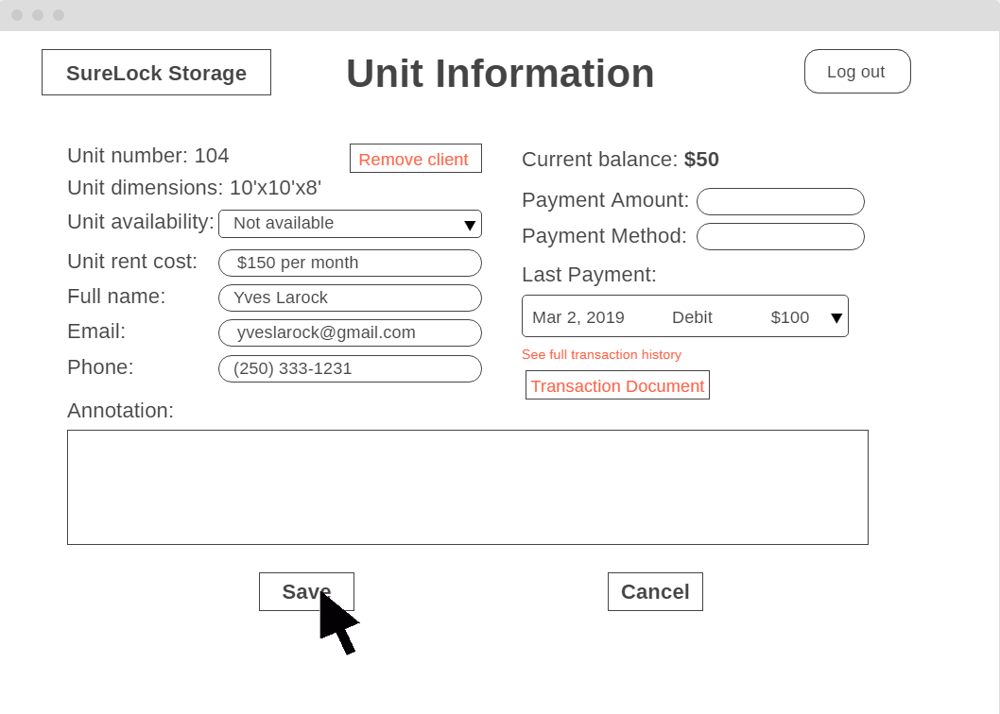 SureLock Storage
Unit Information
Log out
Unit number: 104
Remove client
Unit dimensions: 10'x10'x8'
Unit availability: Not available
Unit rent cost: $150 per month
Full name: Yves Larock
Email: yveslarock@gmail.com
Phone: (250) 333-1231
Current balance: $50
Payment Amount:
Payment Method:
Last Payment:
Mar 2, 2019 Debit $100
See full transaction history
Transaction Document
Annotation:
Save
Cancel